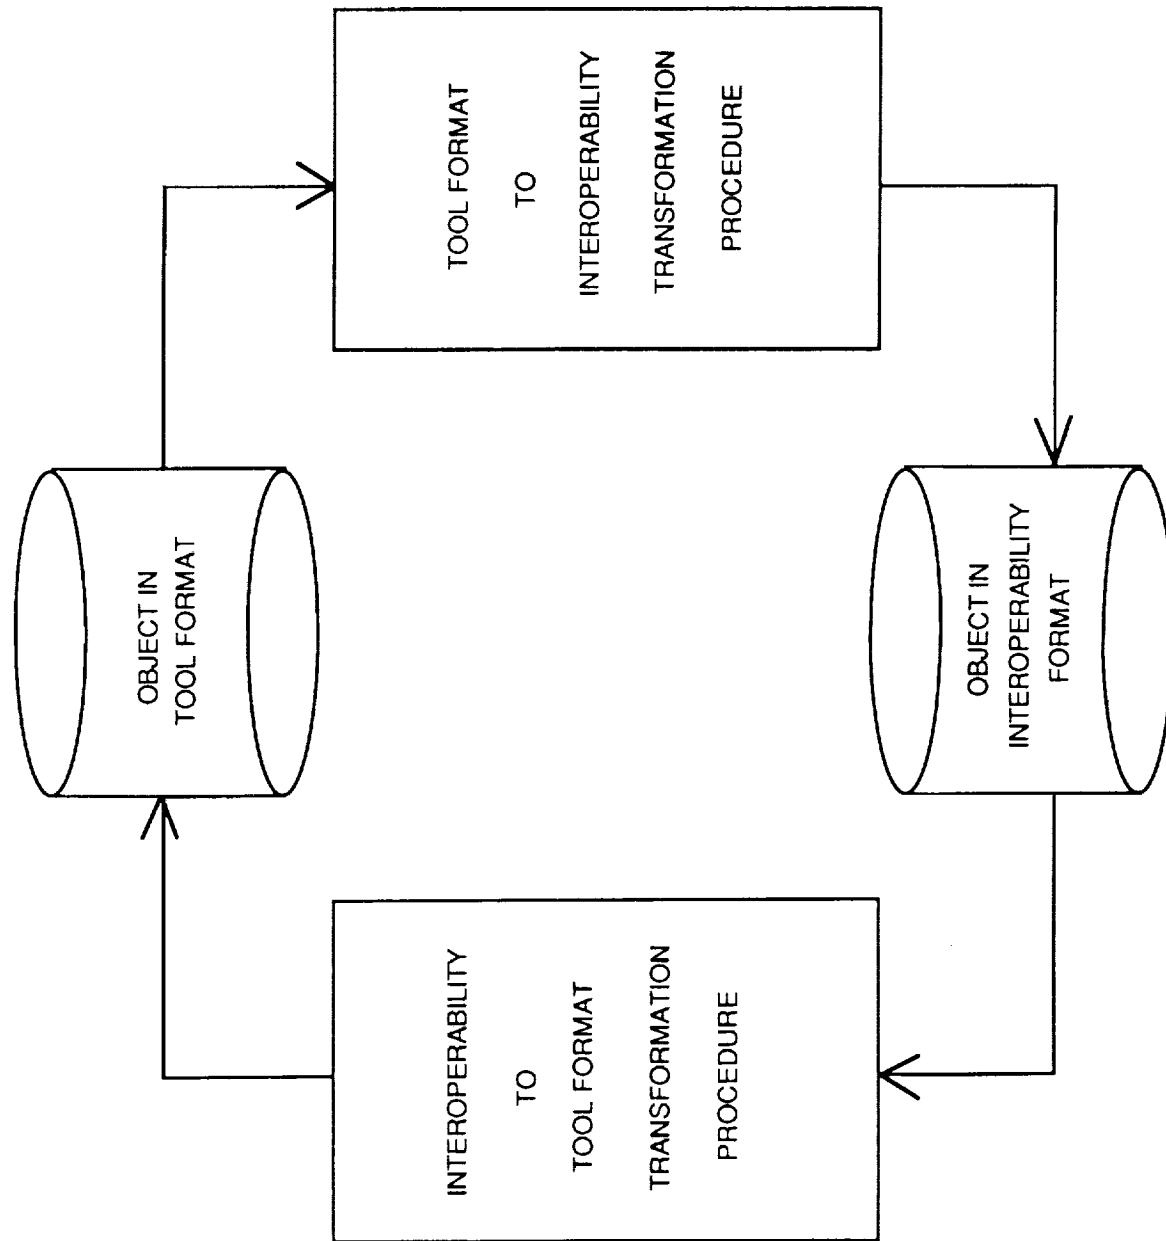 INTEROPERABILITY
TO
TOOL FORMAT
TRANSFORMATION
PROCEDURE
OBJECT IN
TOOL FORMAT
OBJECT IN
INTEROPERABILITY
FORMAT
TOOL FORMAT
TO
INTEROPERABILITY
TRANSFORMATION
PROCEDURE